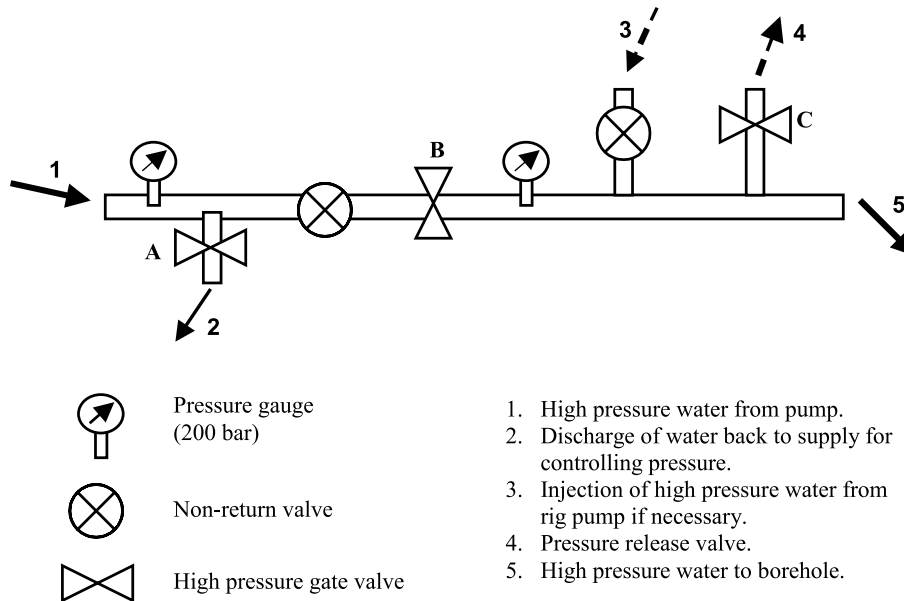 3
4
B
C
1
5
A
2
Pressure gauge
(200 bar)
Non-return valve
High pressure gate valve
1. High pressure water from pump.
2. Discharge of water back to supply for
controlling pressure.
3. Injection of high pressure water from
rig pump if necessary.
4. Pressure release valve.
5. High pressure water to borehole.